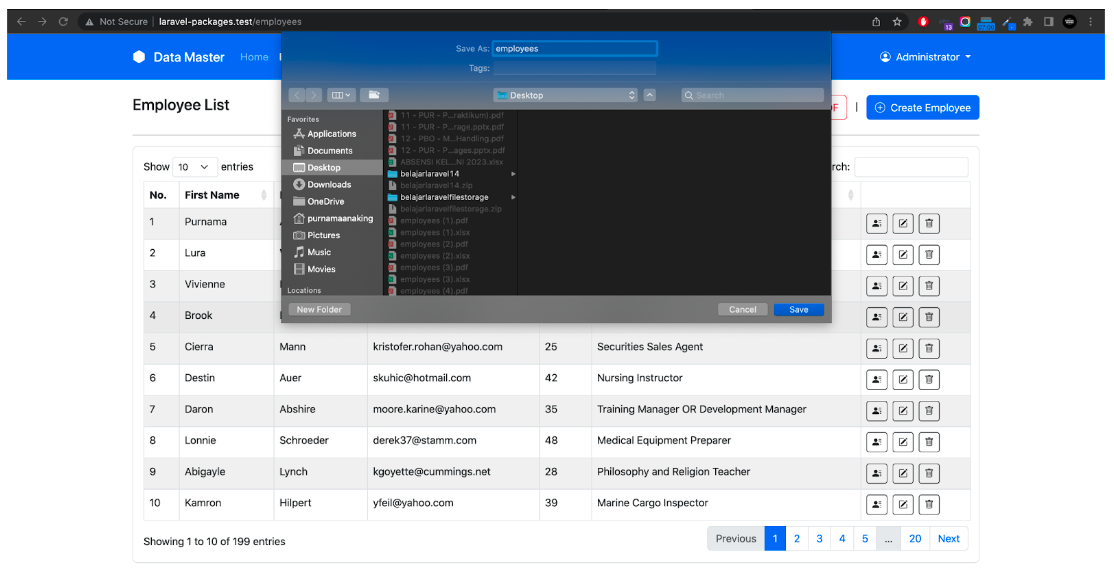 Not Secure | laravel-packages.test/employees
Data Master Home
Administrator
Save As: employees
Tags:
Desktop
Search
Employee List
Create Employee
Favorites
Applications
Documents
Desktop
Downloads
OneDrive
purnamaanaking
Pictures
Music
Movies
Locations
11 - PUR - P...raktikum).pdf
11 - PUR - P...rage.pptx.pdf
12 - PBO - M...Handling.pdf
12 - PUR - P...ages.pptx.pdf
ABSENSI KEL...NI 2023.xlsx
belajarlaravel14
belajarlaravel14.zip
belajarlaravelfilestorage
belajarlaravelfilestorage.zip
employees (1).pdf
employees (1).xlsx
employees (2).pdf
employees (2).xlsx
employees (3).pdf
employees (3).xlsx
employees (4).pdf
New Folder Cancel Save
Show 10 entries
rch:
No. First Name
1 Purnama
2 Lura
3 Vivienne
4 Brook
5 Cierra Mann kristofer.rohan@yahoo.com 25 Securities Sales Agent
6 Destin Auer skuhic@hotmail.com 42 Nursing Instructor
7 Daron Abshire moore.karine@yahoo.com 35 Training Manager OR Development Manager
8 Lonnie Schroeder derek37@stamm.com 48 Medical Equipment Preparer
9 Abigayle Lynch kgoyette@cummings.net 28 Philosophy and Religion Teacher
10 Kamron Hilpert yfeil@yahoo.com 39 Marine Cargo Inspector
Showing 1 to 10 of 199 entries
Previous 1 2 3 4 5 ... 20 Next